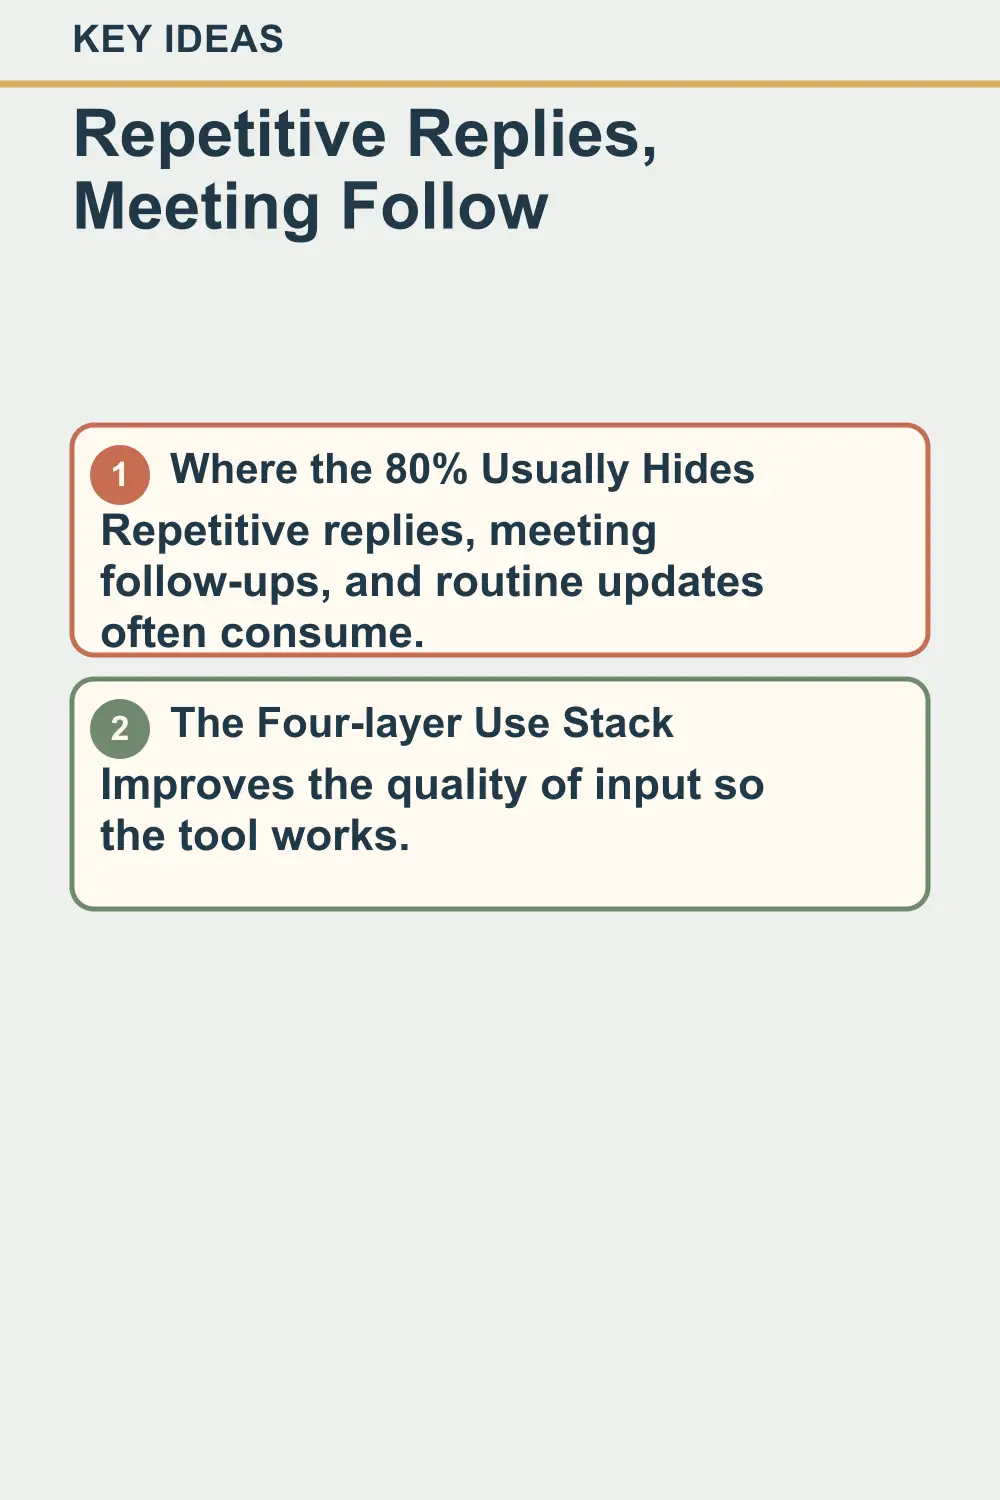 KEY IDEAS
Repetitive Replies,
Meeting Follow
1 Where the 80% Usually Hides
Repetitive replies, meeting
follow-ups, and routine updates
often consume.
2 The Four-layer Use Stack
Improves the quality of input so
the tool works.